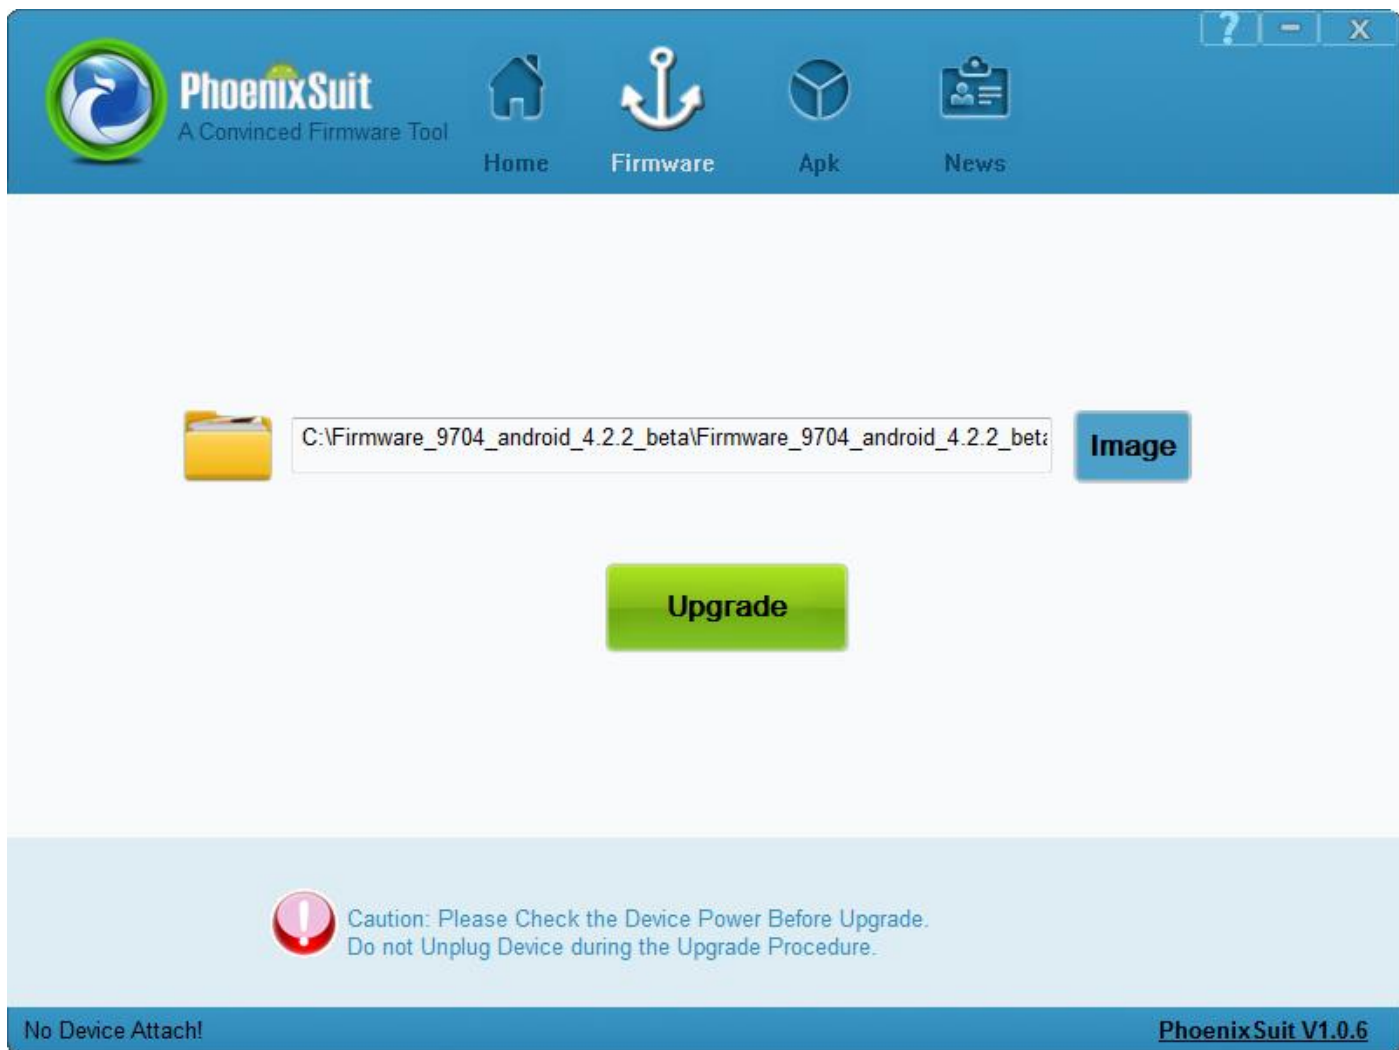 ? - X
PhoenixSuit
A Convinced Firmware Tool
Home Firmware Apk News
C:\Firmware_9704_android_4.2.2_beta\Firmware_9704_android_4.2.2_beta
Image
Upgrade
Caution: Please Check the Device Power Before Upgrade.
Do not Unplug Device during the Upgrade Procedure.
No Device Attach!
PhoenixSuit V1.0.6